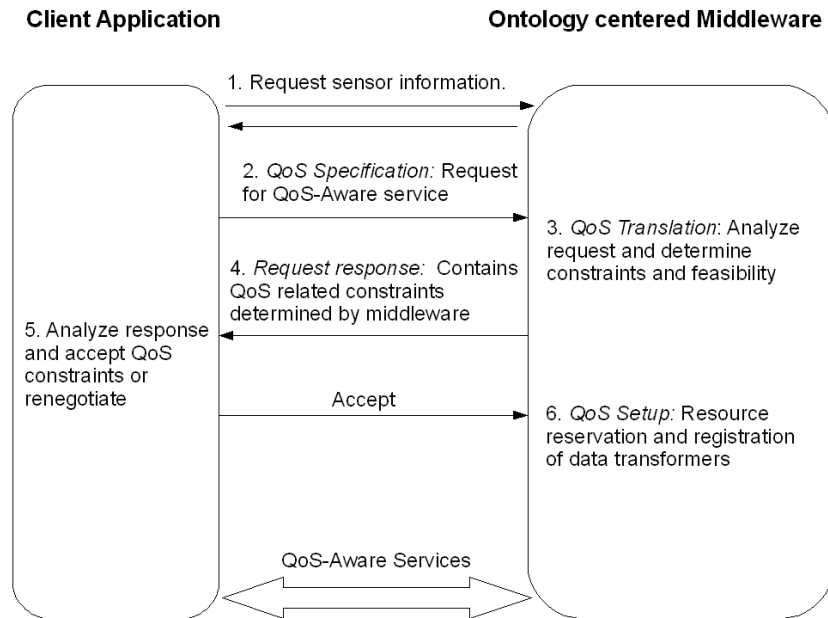 Client Application
Ontology centered Middleware
1. Request sensor information.
2. QoS Specification: Request
for QoS-Aware service
3. QoS Translation: Analyze
request and determine
constraints and feasibility
4. Request response: Contains
QoS related constraints
determined by middleware
5. Analyze response
and accept QoS
constraints or
renegotiate
Accept
6. QoS Setup: Resource
reservation and registration
of data transformers
QoS-Aware Services